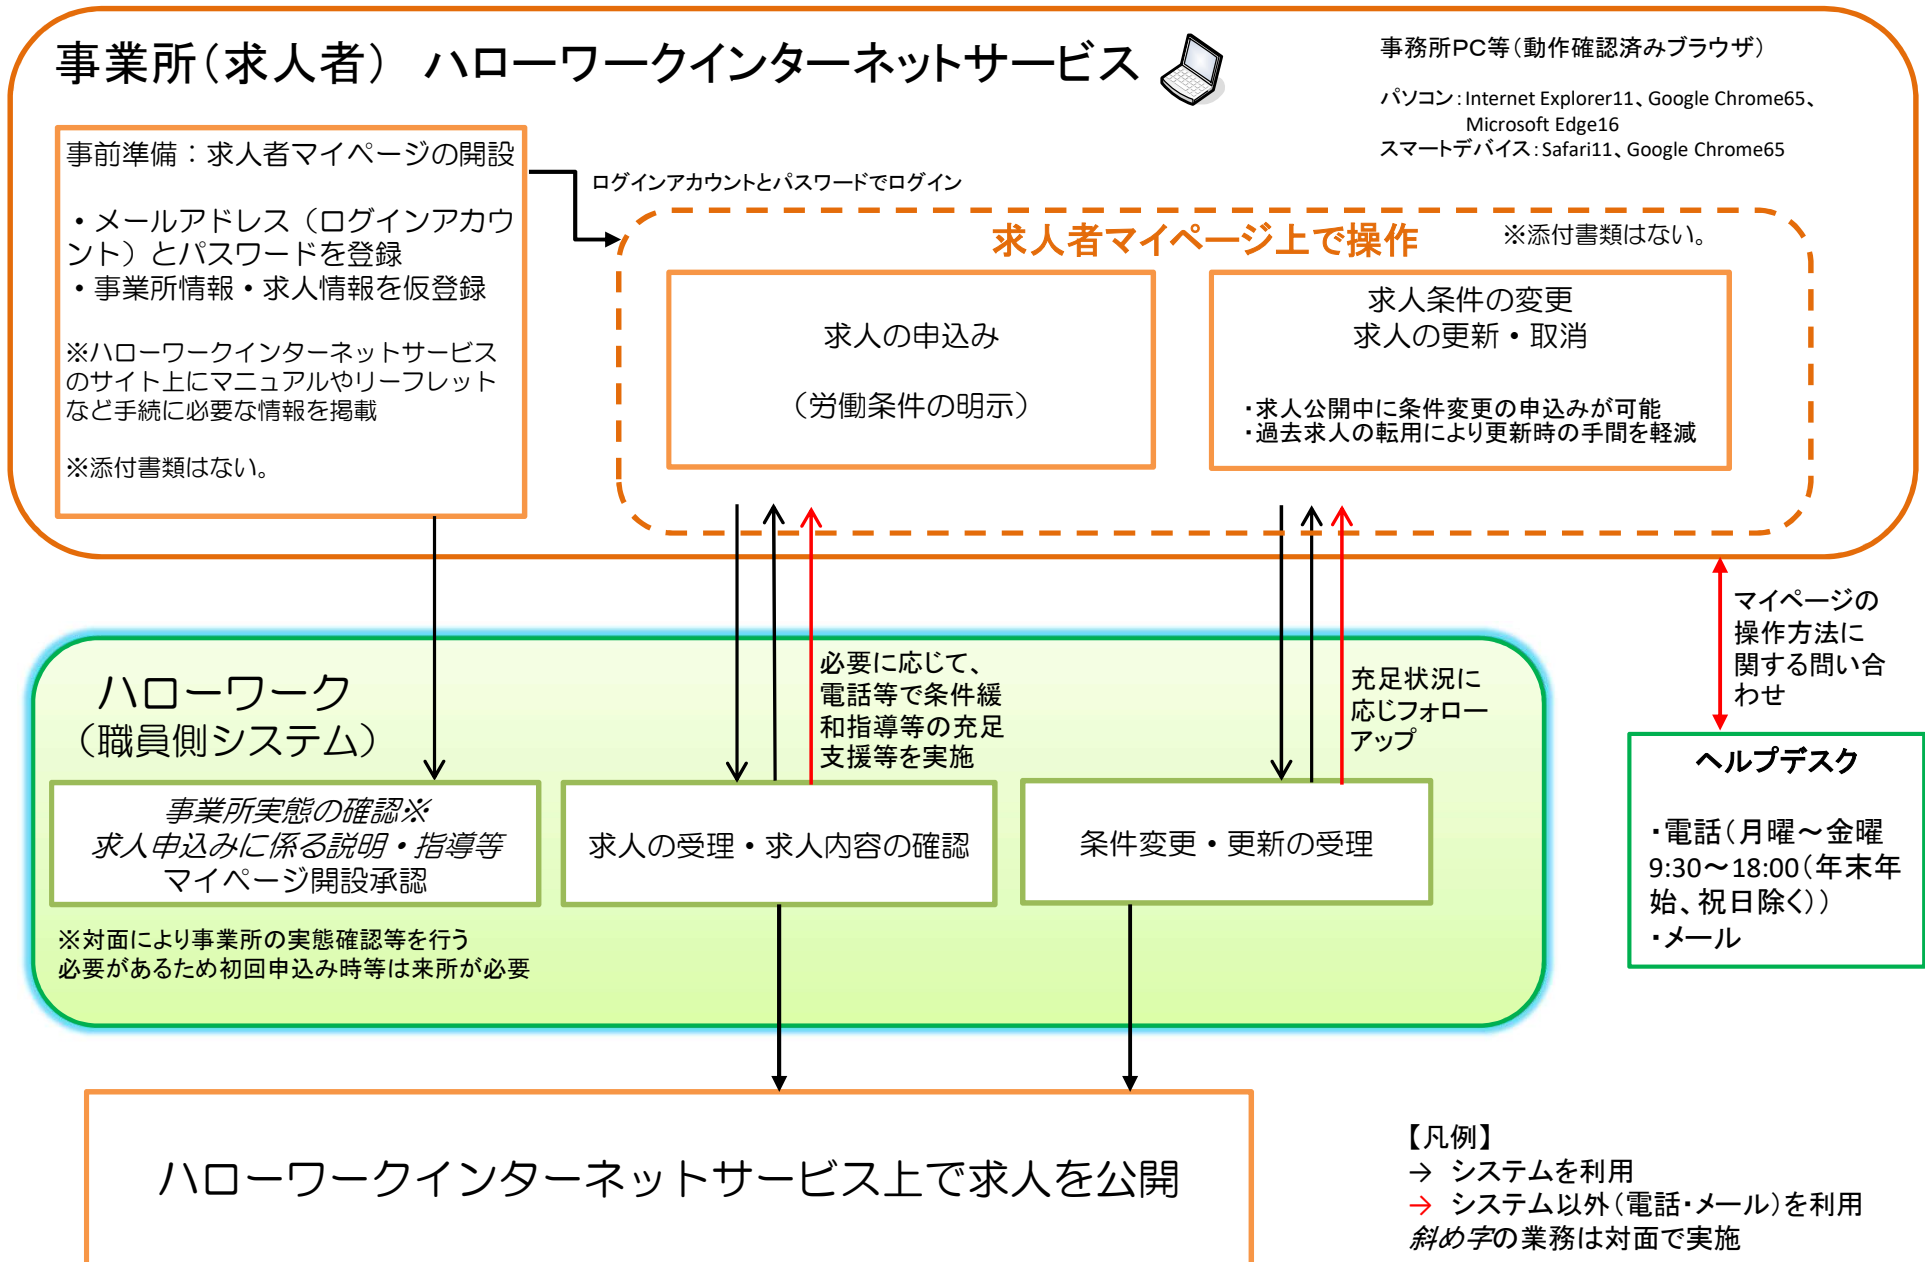 事業所（求人者）　ハローワークインターネットサービス
事務所PC等（動作確認済みブラウザ）
パソコン：Internet Explorer11、Google Chrome65、
Microsoft Edge16
スマートデバイス：Safari11、Google Chrome65
事前準備：求人者マイページの開設
・メールアドレス（ログインアカウ
ント）とパスワードを登録
・事業所情報・求人情報を仮登録
※ハローワークインターネットサービス
のサイト上にマニュアルやリーフレット
など手続に必要な情報を掲載
※添付書類はない。
ログインアカウントとパスワードでログイン
求人者マイページ上で操作
※添付書類はない。
求人の申込み
（労働条件の明示）
求人条件の変更
求人の更新・取消
・求人公開中に条件変更の申込みが可能
・過去求人の転用により更新時の手間を軽減
ハローワーク
（職員側システム）
必要に応じて、
電話等で条件緩
和指導等の充足
支援等を実施
充足状況に
応じフォロー
アップ
マイページの
操作方法に
関する問い合
わせ
事業所実態の確認※
求人申込みに係る説明・指導等
マイページ開設承認
求人の受理・求人内容の確認
条件変更・更新の受理
※対面により事業所の実態確認等を行う
必要があるため初回申込み時等は来所が必要
ヘルプデスク
・電話（月曜～金曜
9:30～18:00（年末年
始、祝日除く））
・メール
ハローワークインターネットサービス上で求人を公開
【凡例】
→　システムを利用
→　システム以外（電話・メール）を利用
斜め字の業務は対面で実施